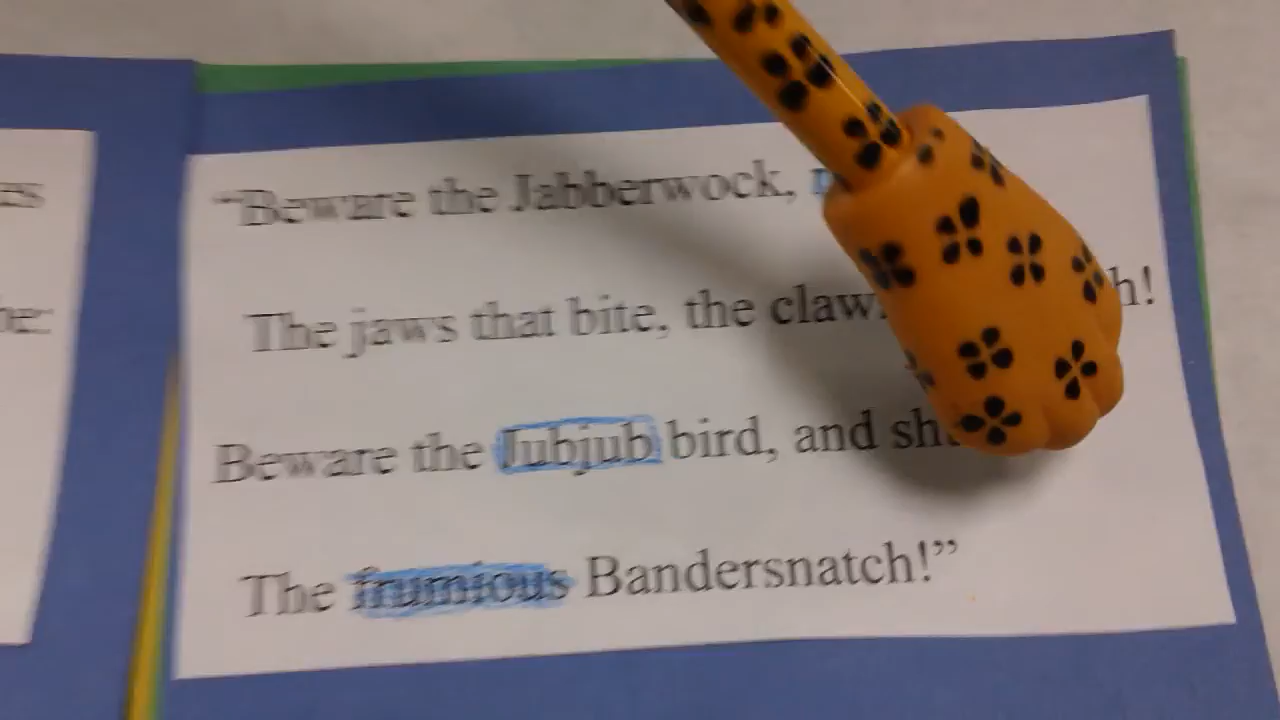 “Beware the Jabberwock,
The jaws that bite, the claw h!
Beware the Jubjub bird, and sh
The frumious Bandersnatch!”